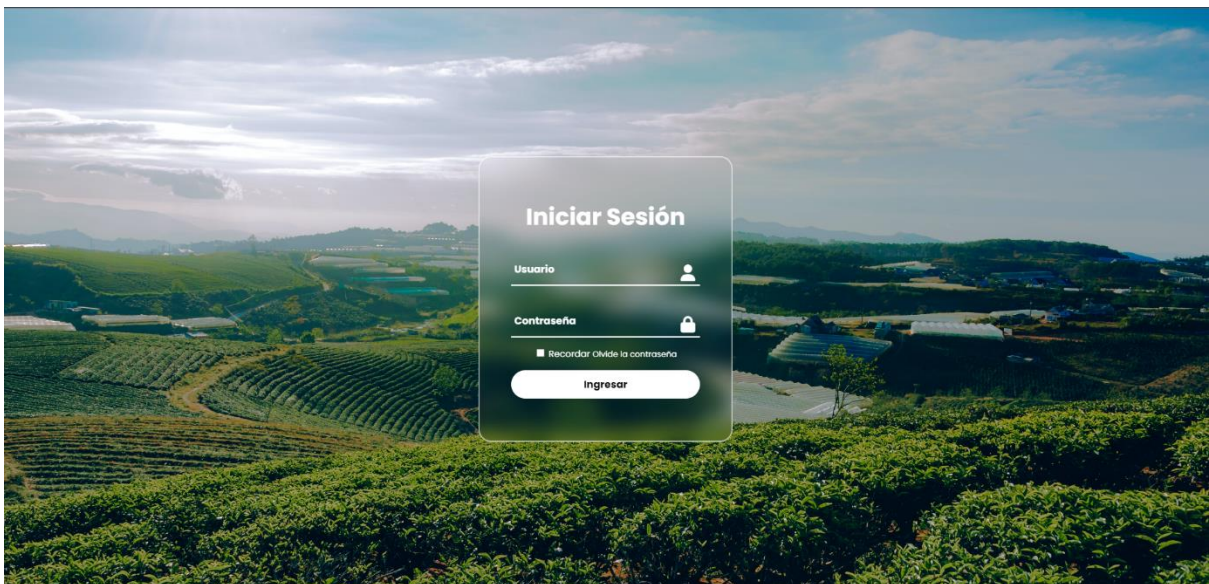 Iniciar Sesión
Usuario
Contraseña
Recordar Olvide la contraseña
Ingresar